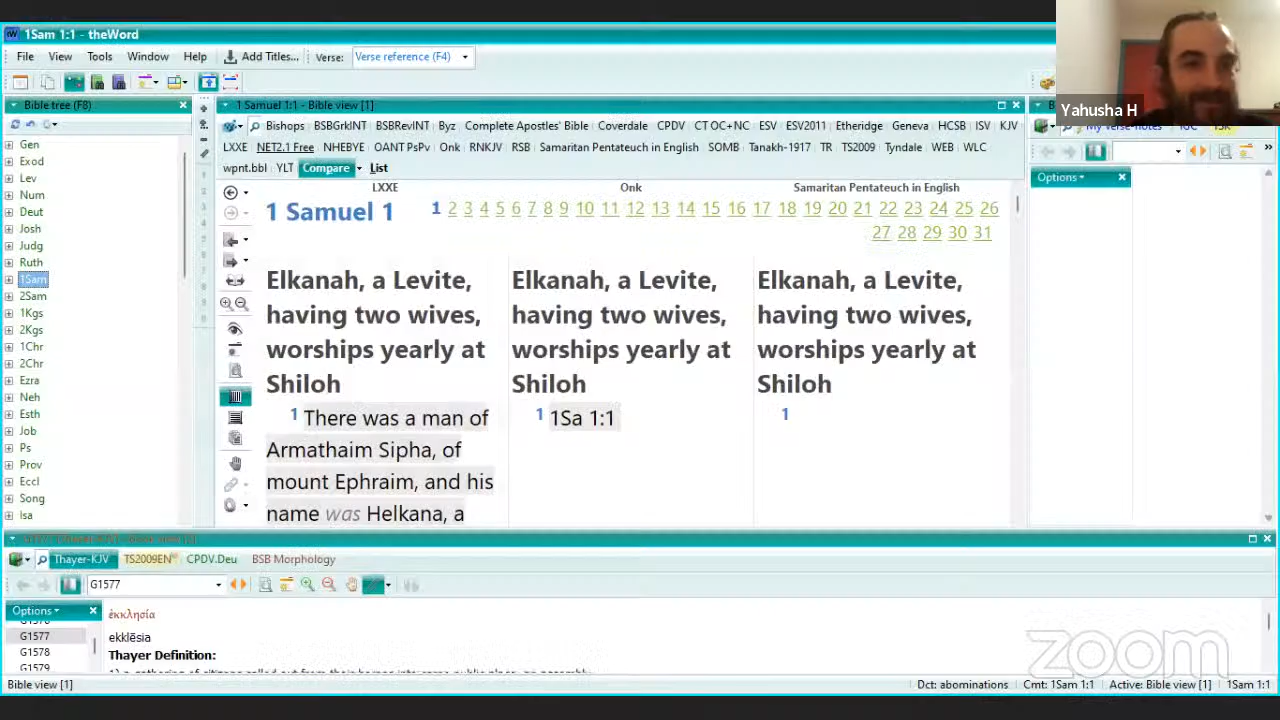 1Sam 1:1 - theWord
File View Tools Window Help Add Titles... Verse: Verse reference (F4)
Yahusha H
Bible tree (F8)
1 Samuel 1:1 - Bible view [1]
Gen
Exod
Lev
Num
Deut
Josh
Judg
Ruth
1Sam
2Sam
1Kgs
2Kgs
1Chr
2Chr
Ezra
Neh
Esth
Job
Ps
Prov
Eccl
Song
Isa
Bishops BSBGrkINT BSBRevINT Byz Complete Apostles' Bible Coverdale CPDV CT OC+NC ESV ESV2011 Etheridge Geneva HCSB ISV KJV
LXXE NET2.1 Free NHEBYE OANT PsPv Onk RNKJV RSB Samaritan Pentateuch in English SOMB Tanakh-1917 TR TS2009 Tyndale WEB WLC
wpnt.bbl YLT Compare List
LXXE Onk Samaritan Pentateuch in English
1 Samuel 1 1 2 3 4 5 6 7 8 9 10 11 12 13 14 15 16 17 18 19 20 21 22 23 24 25 26
27 28 29 30 31
Elkanah, a Levite,
having two wives,
worships yearly at
Shiloh
1 There was a man of
Armathaim Sipha, of
mount Ephraim, and his
name was Helkana, a
Elkanah, a Levite,
having two wives,
worships yearly at
Shiloh
1 1Sa 1:1
Elkanah, a Levite,
having two wives,
worships yearly at
Shiloh
1
My verse-notes
Options
Thayer-KJV TS2009EN CPDV.Deu BSB Morphology
G1577
Options
G1577
G1578
G1579
ἐκκλησία
ekklēsia
Thayer Definition:
zoom
Bible view [1] Dct: abominations Cmt: 1Sam 1:1 Active: Bible view [1] 1Sam 1:1